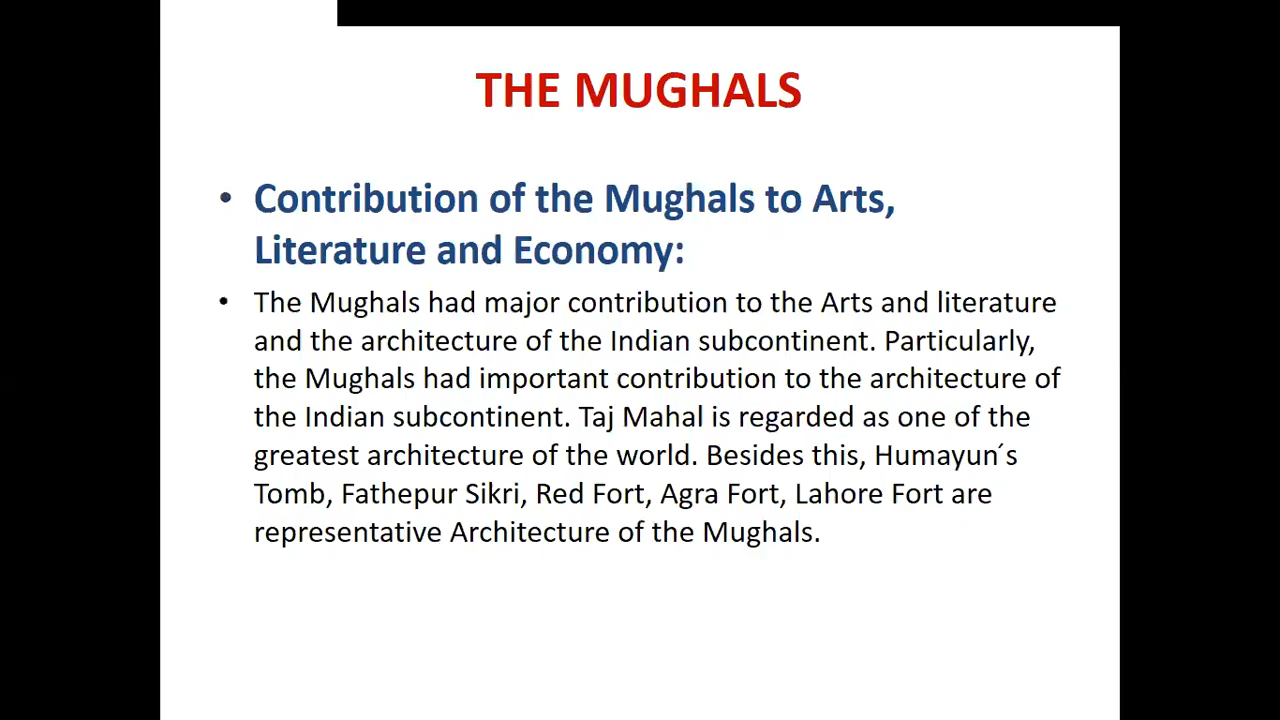 THE MUGHALS
• Contribution of the Mughals to Arts,
Literature and Economy:
• The Mughals had major contribution to the Arts and literature
and the architecture of the Indian subcontinent. Particularly,
the Mughals had important contribution to the architecture of
the Indian subcontinent. Taj Mahal is regarded as one of the
greatest architecture of the world. Besides this, Humayun´s
Tomb, Fathepur Sikri, Red Fort, Agra Fort, Lahore Fort are
representative Architecture of the Mughals.